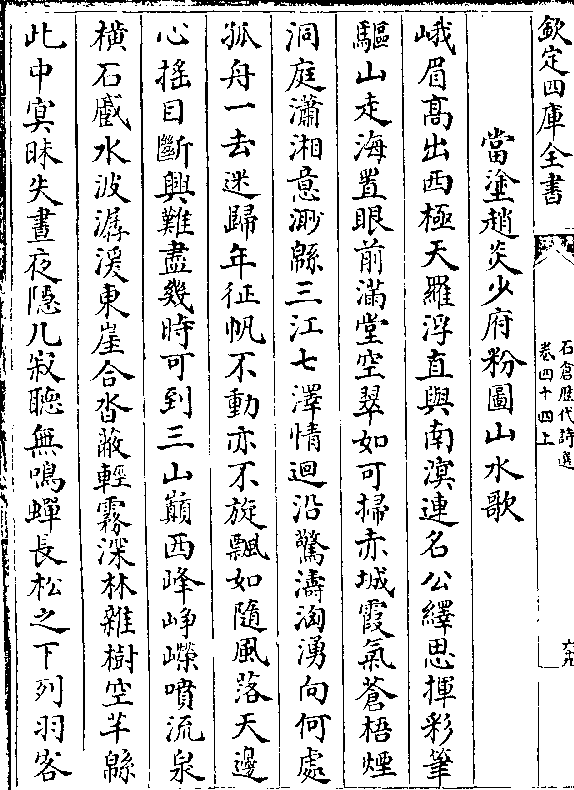 欽定四庫全書
石倉歴代詩選
卷四十四上
六九
當塗趙炎少府粉圖山水歌
峨眉髙出西極天羅浮直與南溟連名公繹思揮彩筆
驅山走海置眼前滿堂空翠如可掃赤城霞氣蒼梧煙
洞庭瀟湘意渺緜三江七澤情迴沿驚濤洶湧向何處
孤舟一去迷歸年征帆不動亦不旋飄如隨風落天邊
心搖目斷興難盡幾時可到三山巔西峰崢嶸噴流泉
橫石蹙水波潺湲東崖合沓蔽輕霧深林雜樹空芊緜
此中冥昧失晝夜隱几寂聽無鳴蟬長松之下列羽客